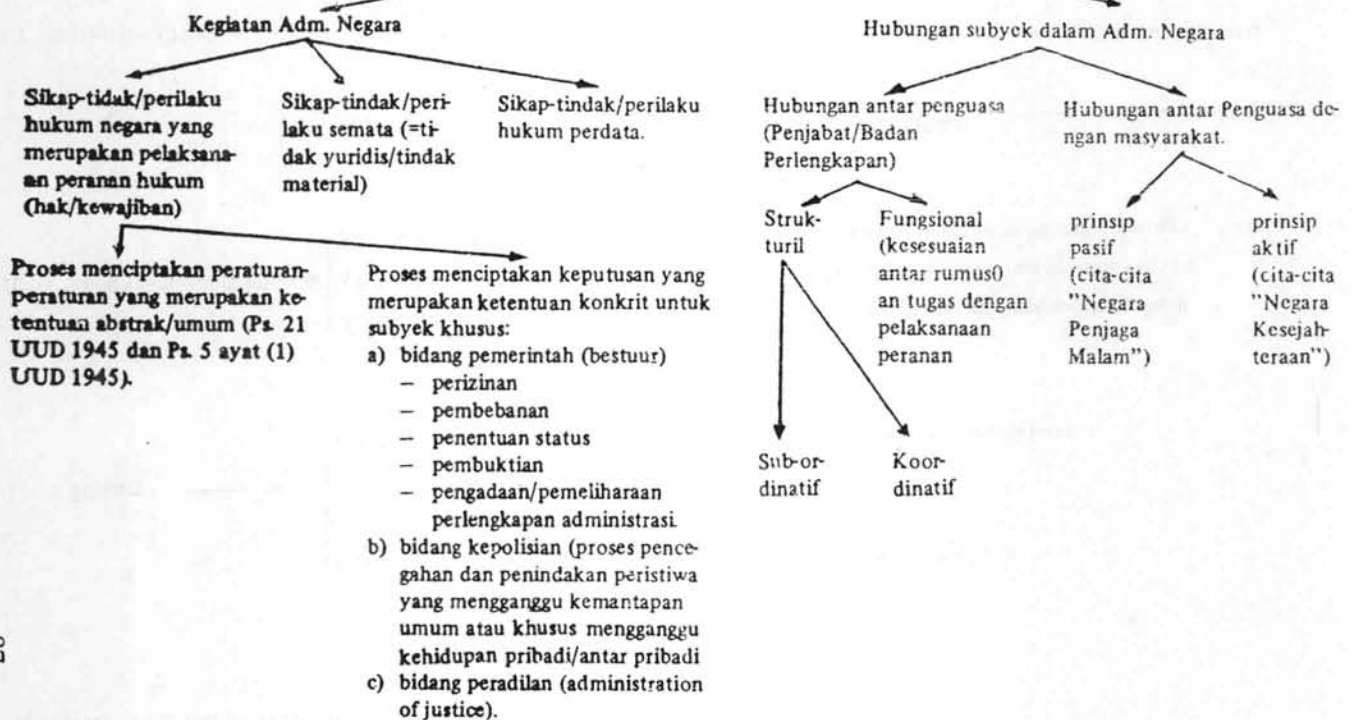 Kegiatan Adm. Negara
Sikap-tidak/perilaku
hukum negara yang
merupakan pelaksana-
an peranan hukum
(hak/kewajiban)
Sikap-tindak/peri-
laku semata (=ti-
dak yuridis/tindak
material)
Sikap-tindak/perilaku
hukum perdata.
Proses menciptakan peraturan-
peraturan yang merupakan ke-
tentuan abstrak/umum (Ps. 21
UUD 1945 dan Ps. 5 ayat (1)
UUD 1945).
Proses menciptakan keputusan yang
merupakan ketentuan konkrit untuk
subyek khusus:
a) bidang pemerintah (bestuur)
– perizinan
– pembebanan
– penentuan status
– pembuktian
– pengadaan/pemeliharaan
perlengkapan administrasi.
b) bidang kepolisian (proses pence-
gahan dan penindakan peristiwa
yang mengganggu kemantapan
umum atau khusus mengganggu
kehidupan pribadi/antar pribadi
c) bidang peradilan (administration
of justice).
Hubungan subyek dalam Adm. Negara
Hubungan antar penguasa
(Penjabat/Badan
Perlengkapan)
Hubungan antar Penguasa de-
ngan masyarakat.
Struk-
turil
Fungsional
(kesesuaian
antar rumus0
an tugas dengan
pelaksanaan
peranan
prinsip
pasif
(cita-cita
"Negara
Penjaga
Malam")
prinsip
aktif
(cita-cita
"Negara
Kesejah-
teraan")
Sub-or-
dinatif
Koor-
dinatif